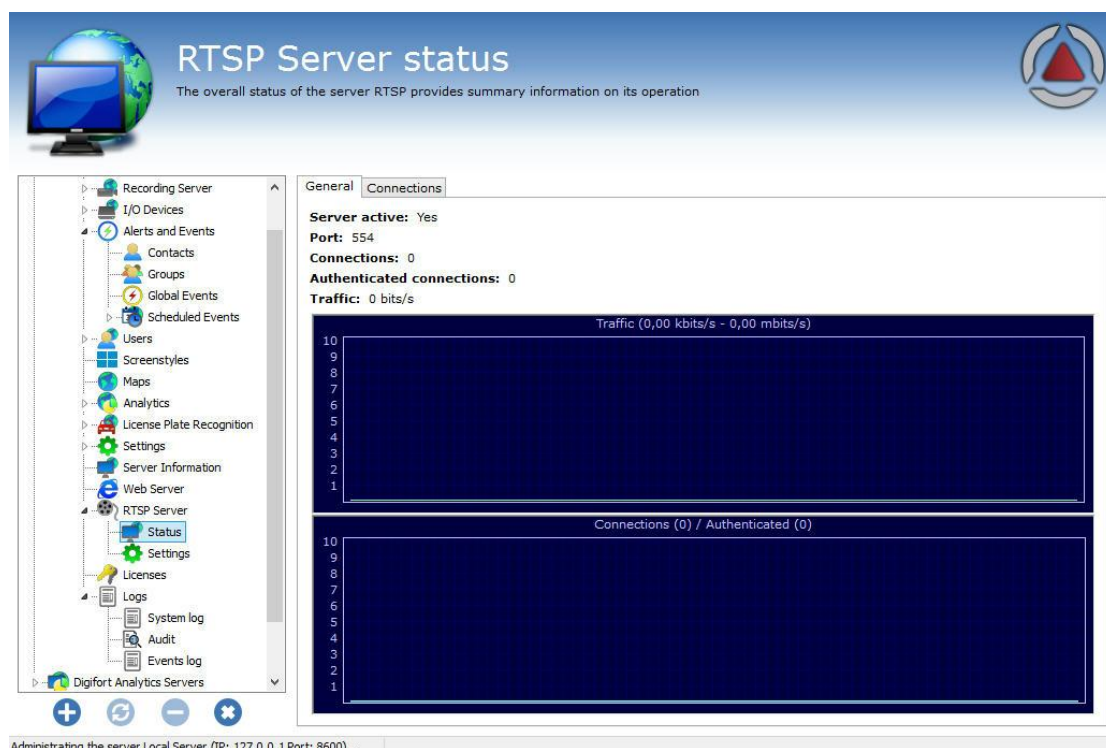 RTSP Server status
The overall status of the server RTSP provides summary information on its operation
Recording Server
I/O Devices
Alerts and Events
Contacts
Groups
Global Events
Scheduled Events
Users
Screenstyles
Maps
Analytics
License Plate Recognition
Settings
Server Information
Web Server
RTSP Server
Status
Settings
Licenses
Logs
System log
Audit
Events log
Digifort Analytics Servers
General Connections
Server active: Yes
Port: 554
Connections: 0
Authenticated connections: 0
Traffic: 0 bits/s
Traffic (0,00 kbits/s - 0,00 mbits/s)
10
9
8
7
6
5
4
3
2
1
Connections (0) / Authenticated (0)
10
9
8
7
6
5
4
3
2
1
Administrating the server Local Server (IP: 127.0.0.1 Port: 8600)